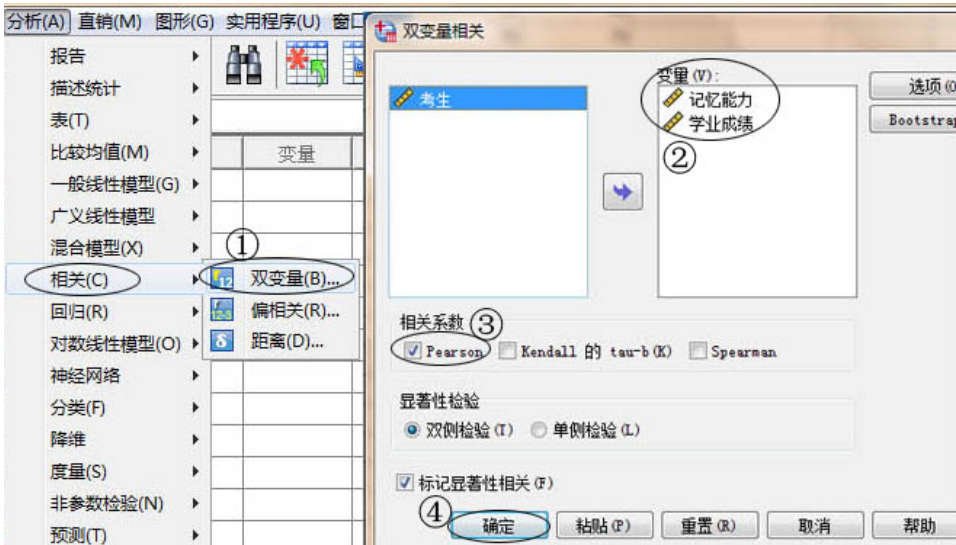 分析(A) 直销(M) 图形(G) 实用程序(U) 窗口
报告
描述统计
表(T)
比较均值(M)
一般线性模型(G)
广义线性模型
混合模型(X)
相关(C)
回归(R)
对数线性模型(O)
神经网络
分类(F)
降维
度量(S)
非参数检验(N)
预测(T)
变量
①
双变量(B)...
偏相关(R)...
距离(D)...
双变量相关
考生
变量(V):
记忆能力
学业成绩
②
选项(O
Bootstrap
相关系数 ③
Pearson Kendall 的 tau-b(K) Spearman
显著性检验
双侧检验(T) 单侧检验(L)
标记显著性相关(F)
④
确定 粘贴(P) 重置(R) 取消 帮助